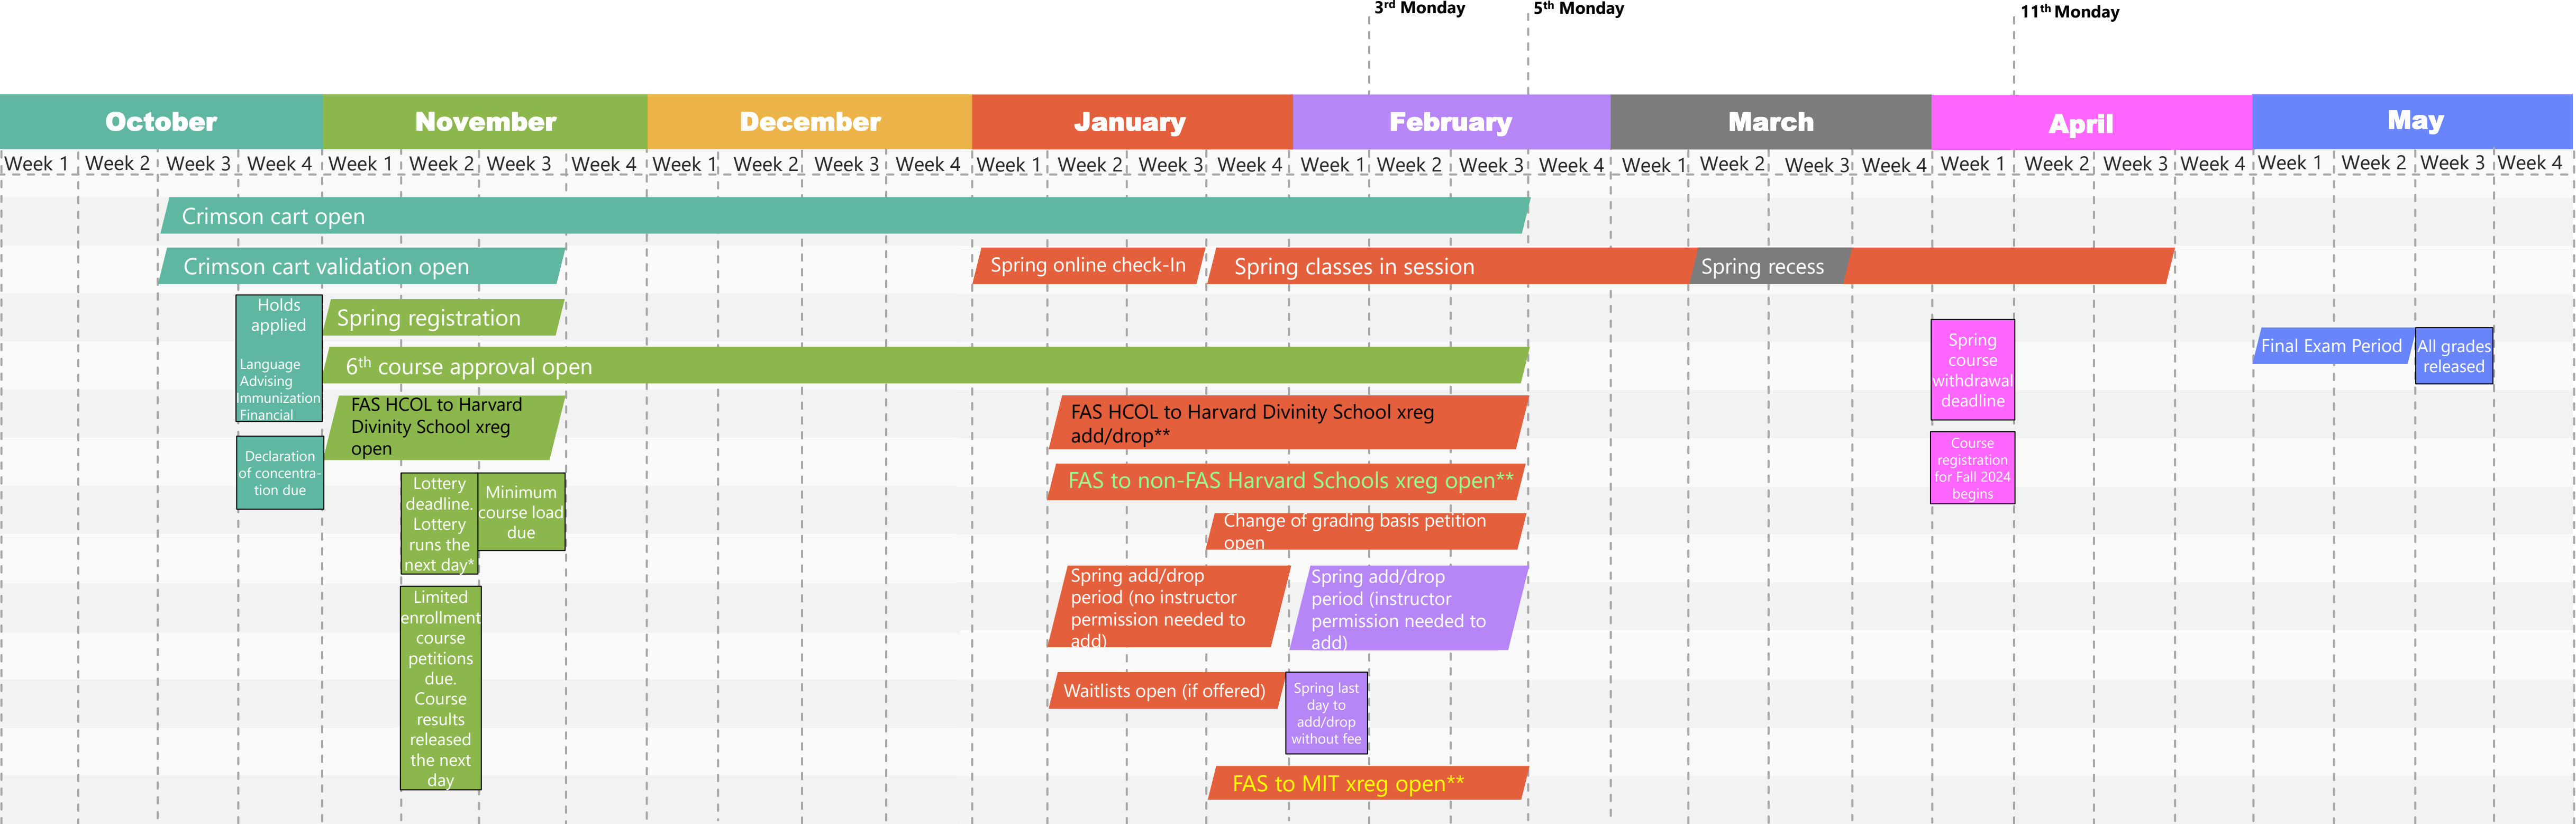 3rd Monday
5th Monday
11th Monday
October
November
December
January
February
March
April
May
Week 1
Week 2
Week 3
Week 4
Week 1
Week 2
Week 3
Week 4
Week 1
Week 2
Week 3
Week 4
Week 1
Week 2
Week 3
Week 4
Week 1
Week 2
Week 3
Week 4
Week 1
Week 2
Week 3
Week 4
Week 1
Week 2
Week 3
Week 4
Week 1
Week 2
Week 3
Week 4
Crimson cart open
Crimson cart validation open
Spring online check-In
Spring classes in session
Spring recess
Holds
applied
Language
Advising
Immunization
Financial
Spring registration
6th course approval open
Spring
course
withdrawal
deadline
Final Exam Period
All grades
released
FAS HCOL to Harvard
Divinity School xreg
open
FAS HCOL to Harvard Divinity School xreg
add/drop**
Declaration
of concentra-
tion due
Course
registration
for Fall 2024
begins
FAS to non-FAS Harvard Schools xreg open**
Lottery
deadline.
Lottery
runs the
next day*
Minimum
course load
due
Change of grading basis petition
open
Spring add/drop
period (no instructor
permission needed to
add)
Spring add/drop
period (instructor
permission needed to
add)
Limited
enrollment
course
petitions
due.
Course
results
released
the next
day
Waitlists open (if offered)
Spring last
day to
add/drop
without fee
FAS to MIT xreg open**